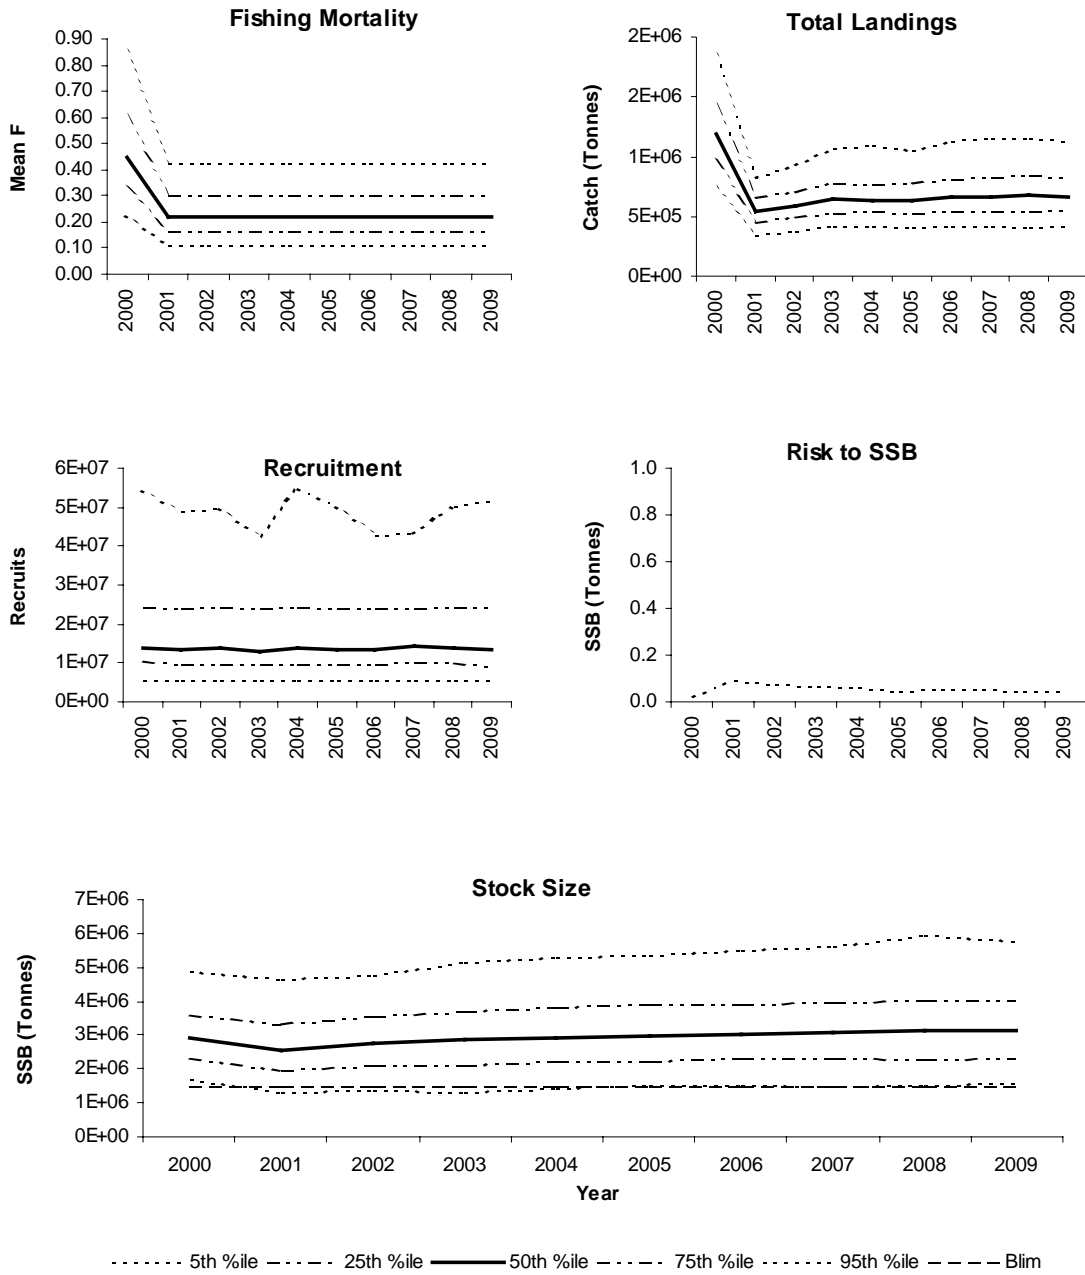 Fishing Mortality
Mean F
0.90
0.80
0.70
0.60
0.50
0.40
0.30
0.20
0.10
0.00
2000 2001 2002 2003 2004 2005 2006 2007 2008 2009
Total Landings
Catch (Tonnes)
2E+06
2E+06
1E+06
5E+05
0E+00
2000 2001 2002 2003 2004 2005 2006 2007 2008 2009
Recruitment
Recruits
6E+07
5E+07
4E+07
3E+07
2E+07
1E+07
0E+00
2000 2001 2002 2003 2004 2005 2006 2007 2008 2009
Risk to SSB
SSB (Tonnes)
1.0
0.8
0.6
0.4
0.2
0.0
2000 2001 2002 2003 2004 2005 2006 2007 2008 2009
Stock Size
SSB (Tonnes)
7E+06
6E+06
5E+06
4E+06
3E+06
2E+06
1E+06
0E+00
2000 2001 2002 2003 2004 2005 2006 2007 2008 2009
Year
5th %ile 25th %ile 50th %ile 75th %ile 95th %ile Blim